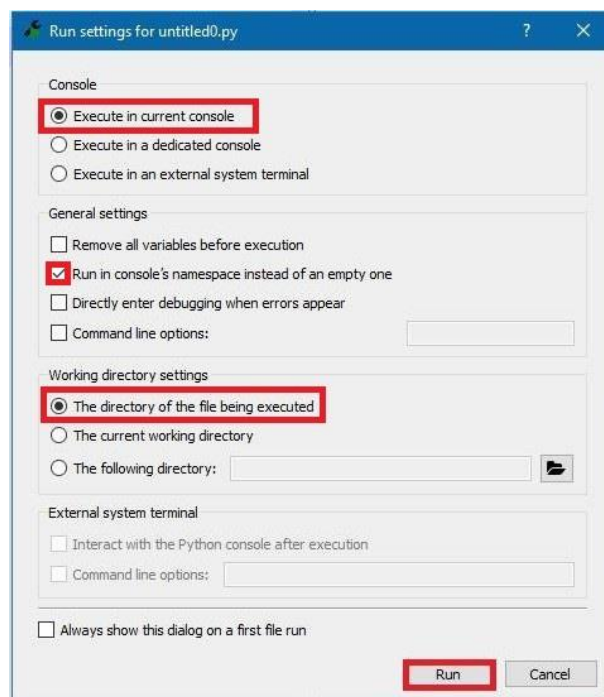 Run settings for untitled0.py ? ×
Console
Execute in current console
Execute in a dedicated console
Execute in an external system terminal
General settings
Remove all variables before execution
Run in console's namespace instead of an empty one
Directly enter debugging when errors appear
Command line options:
Working directory settings
The directory of the file being executed
The current working directory
The following directory:
External system terminal
Interact with the Python console after execution
Command line options:
Always show this dialog on a first file run
Run Cancel